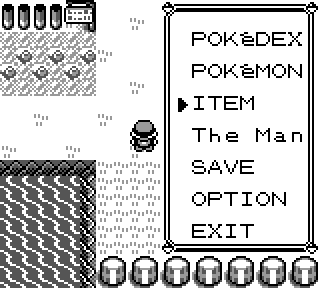 POKéDEX
POKéMON
ITEM
The Man
SAVE
OPTION
EXIT